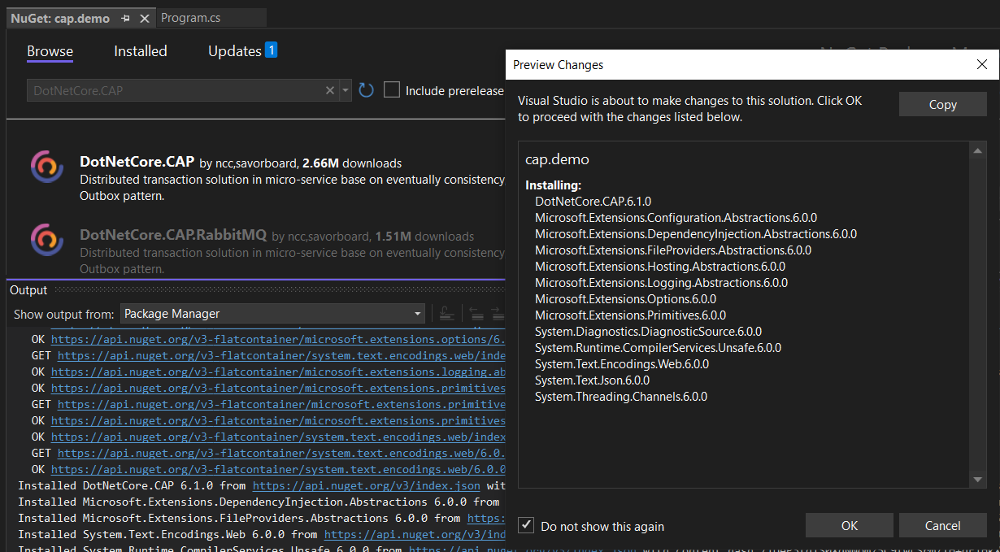 NuGet: cap.demo
Program.cs
Browse
Installed
Updates 1
DotNetCore.CAP
Include prerelease
DotNetCore.CAP by ncc,savorboard, 2.66M downloads
Distributed transaction solution in micro-service base on eventually consistency,
Outbox pattern.
DotNetCore.CAP.RabbitMQ by ncc,savorboard, 1.51M downloads
Distributed transaction solution in micro-service base on eventually consistency,
Outbox pattern.
Output
Show output from: Package Manager
OK https://api.nuget.org/v3-flatcontainer/microsoft.extensions.options/6.
GET https://api.nuget.org/v3-flatcontainer/system.text.encodings.web/inde
OK https://api.nuget.org/v3-flatcontainer/microsoft.extensions.logging.ab
OK https://api.nuget.org/v3-flatcontainer/microsoft.extensions.primitives
GET https://api.nuget.org/v3-flatcontainer/microsoft.extensions.primitive
OK https://api.nuget.org/v3-flatcontainer/microsoft.extensions.primitives
OK https://api.nuget.org/v3-flatcontainer/system.text.encodings.web/index
GET https://api.nuget.org/v3-flatcontainer/system.text.encodings.web/6.0.
OK https://api.nuget.org/v3-flatcontainer/system.text.encodings.web/6.0.0
Installed DotNetCore.CAP 6.1.0 from https://api.nuget.org/v3/index.json wit
Installed Microsoft.Extensions.DependencyInjection.Abstractions 6.0.0 from
Installed Microsoft.Extensions.FileProviders.Abstractions 6.0.0 from https:
Installed System.Text.Encodings.Web 6.0.0 from https://api.nuget.org/v3/ind
Installed System.Runtime.CompilerServices.Unsafe 6.0.0 from
Preview Changes
Visual Studio is about to make changes to this solution. Click OK
to proceed with the changes listed below.
Copy
cap.demo
Installing:
DotNetCore.CAP.6.1.0
Microsoft.Extensions.Configuration.Abstractions.6.0.0
Microsoft.Extensions.DependencyInjection.Abstractions.6.0.0
Microsoft.Extensions.FileProviders.Abstractions.6.0.0
Microsoft.Extensions.Hosting.Abstractions.6.0.0
Microsoft.Extensions.Logging.Abstractions.6.0.0
Microsoft.Extensions.Options.6.0.0
Microsoft.Extensions.Primitives.6.0.0
System.Diagnostics.DiagnosticSource.6.0.0
System.Runtime.CompilerServices.Unsafe.6.0.0
System.Text.Encodings.Web.6.0.0
System.Text.Json.6.0.0
System.Threading.Channels.6.0.0
Do not show this again
OK
Cancel